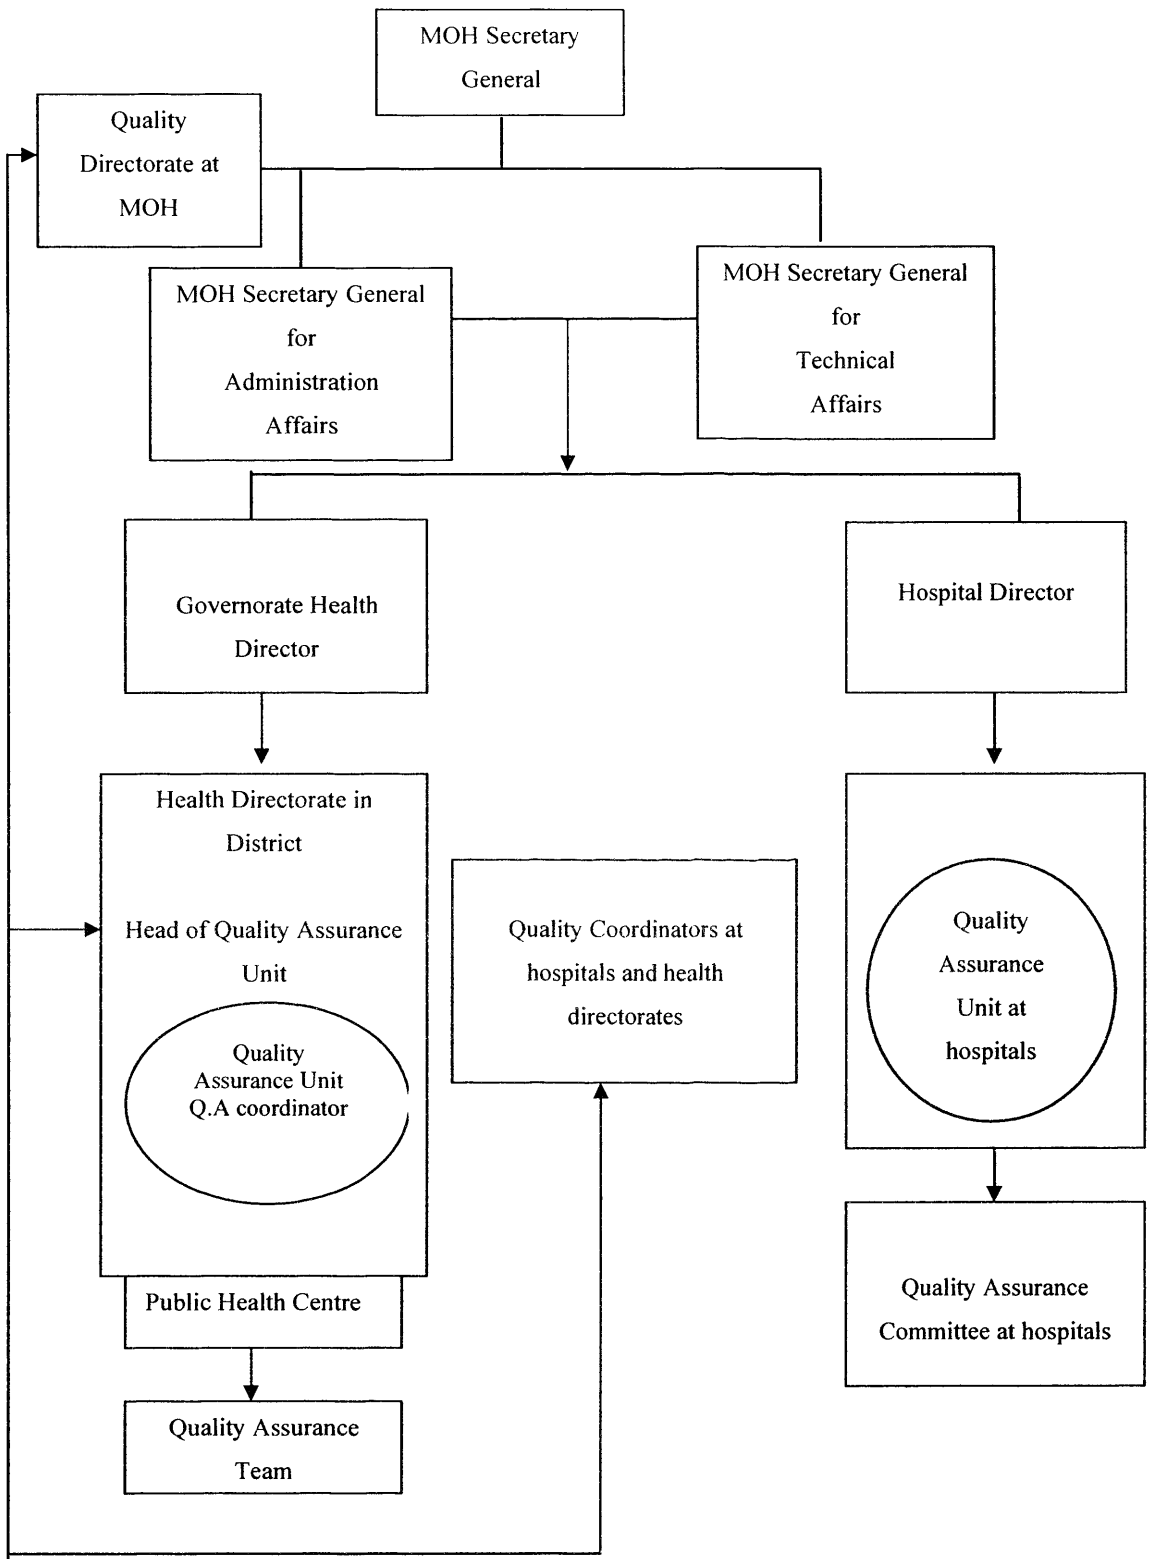 MOH Secretary
General
Quality
Directorate at
MOH
MOH Secretary General
for
Administration
Affairs
MOH Secretary General
for
Technical
Affairs
Governorate Health
Director
Hospital Director
Health Directorate in
District
Head of Quality Assurance
Unit
Quality
Assurance Unit
Q.A coordinator
Quality Coordinators at
hospitals and health
directorates
Quality
Assurance
Unit at
hospitals
Public Health Centre
Quality Assurance
Team
Quality Assurance
Committee at hospitals